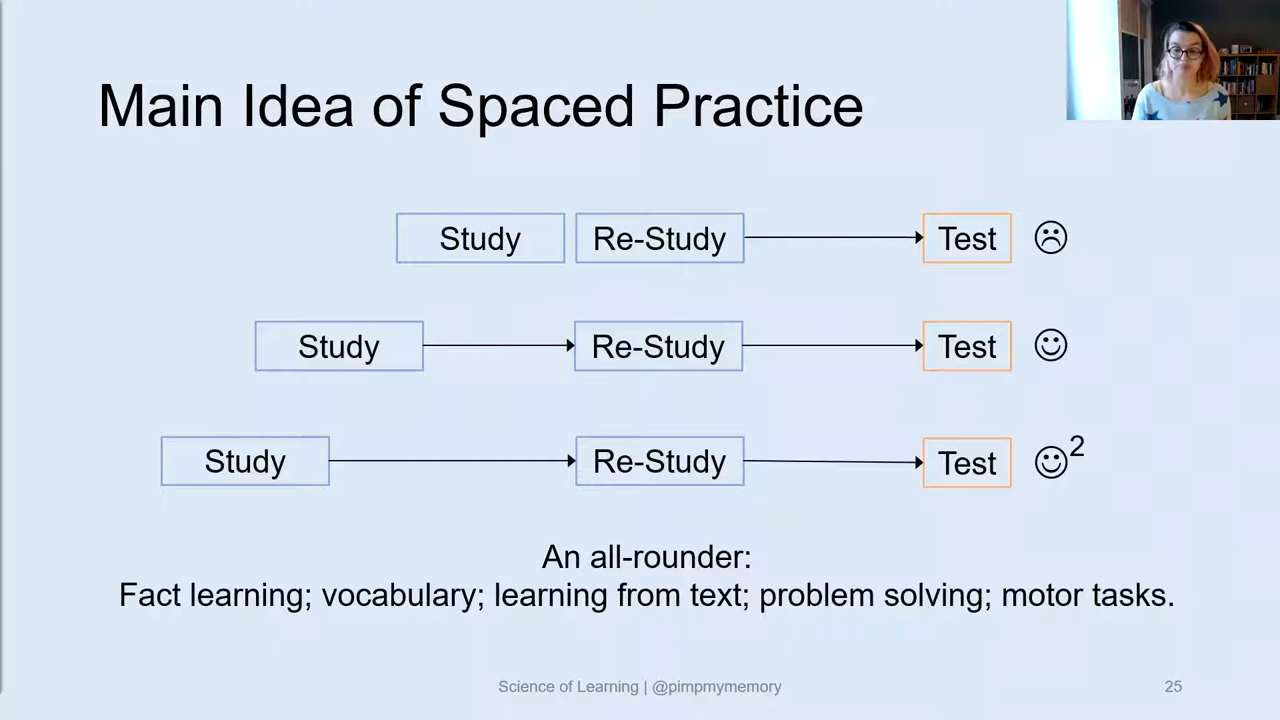 Main Idea of Spaced Practice
Study Re-Study Test ☹
Study Re-Study Test ☺
Study Re-Study Test ☺2
An all-rounder:
Fact learning; vocabulary; learning from text; problem solving; motor tasks.
Science of Learning | @pimpmymemory 25